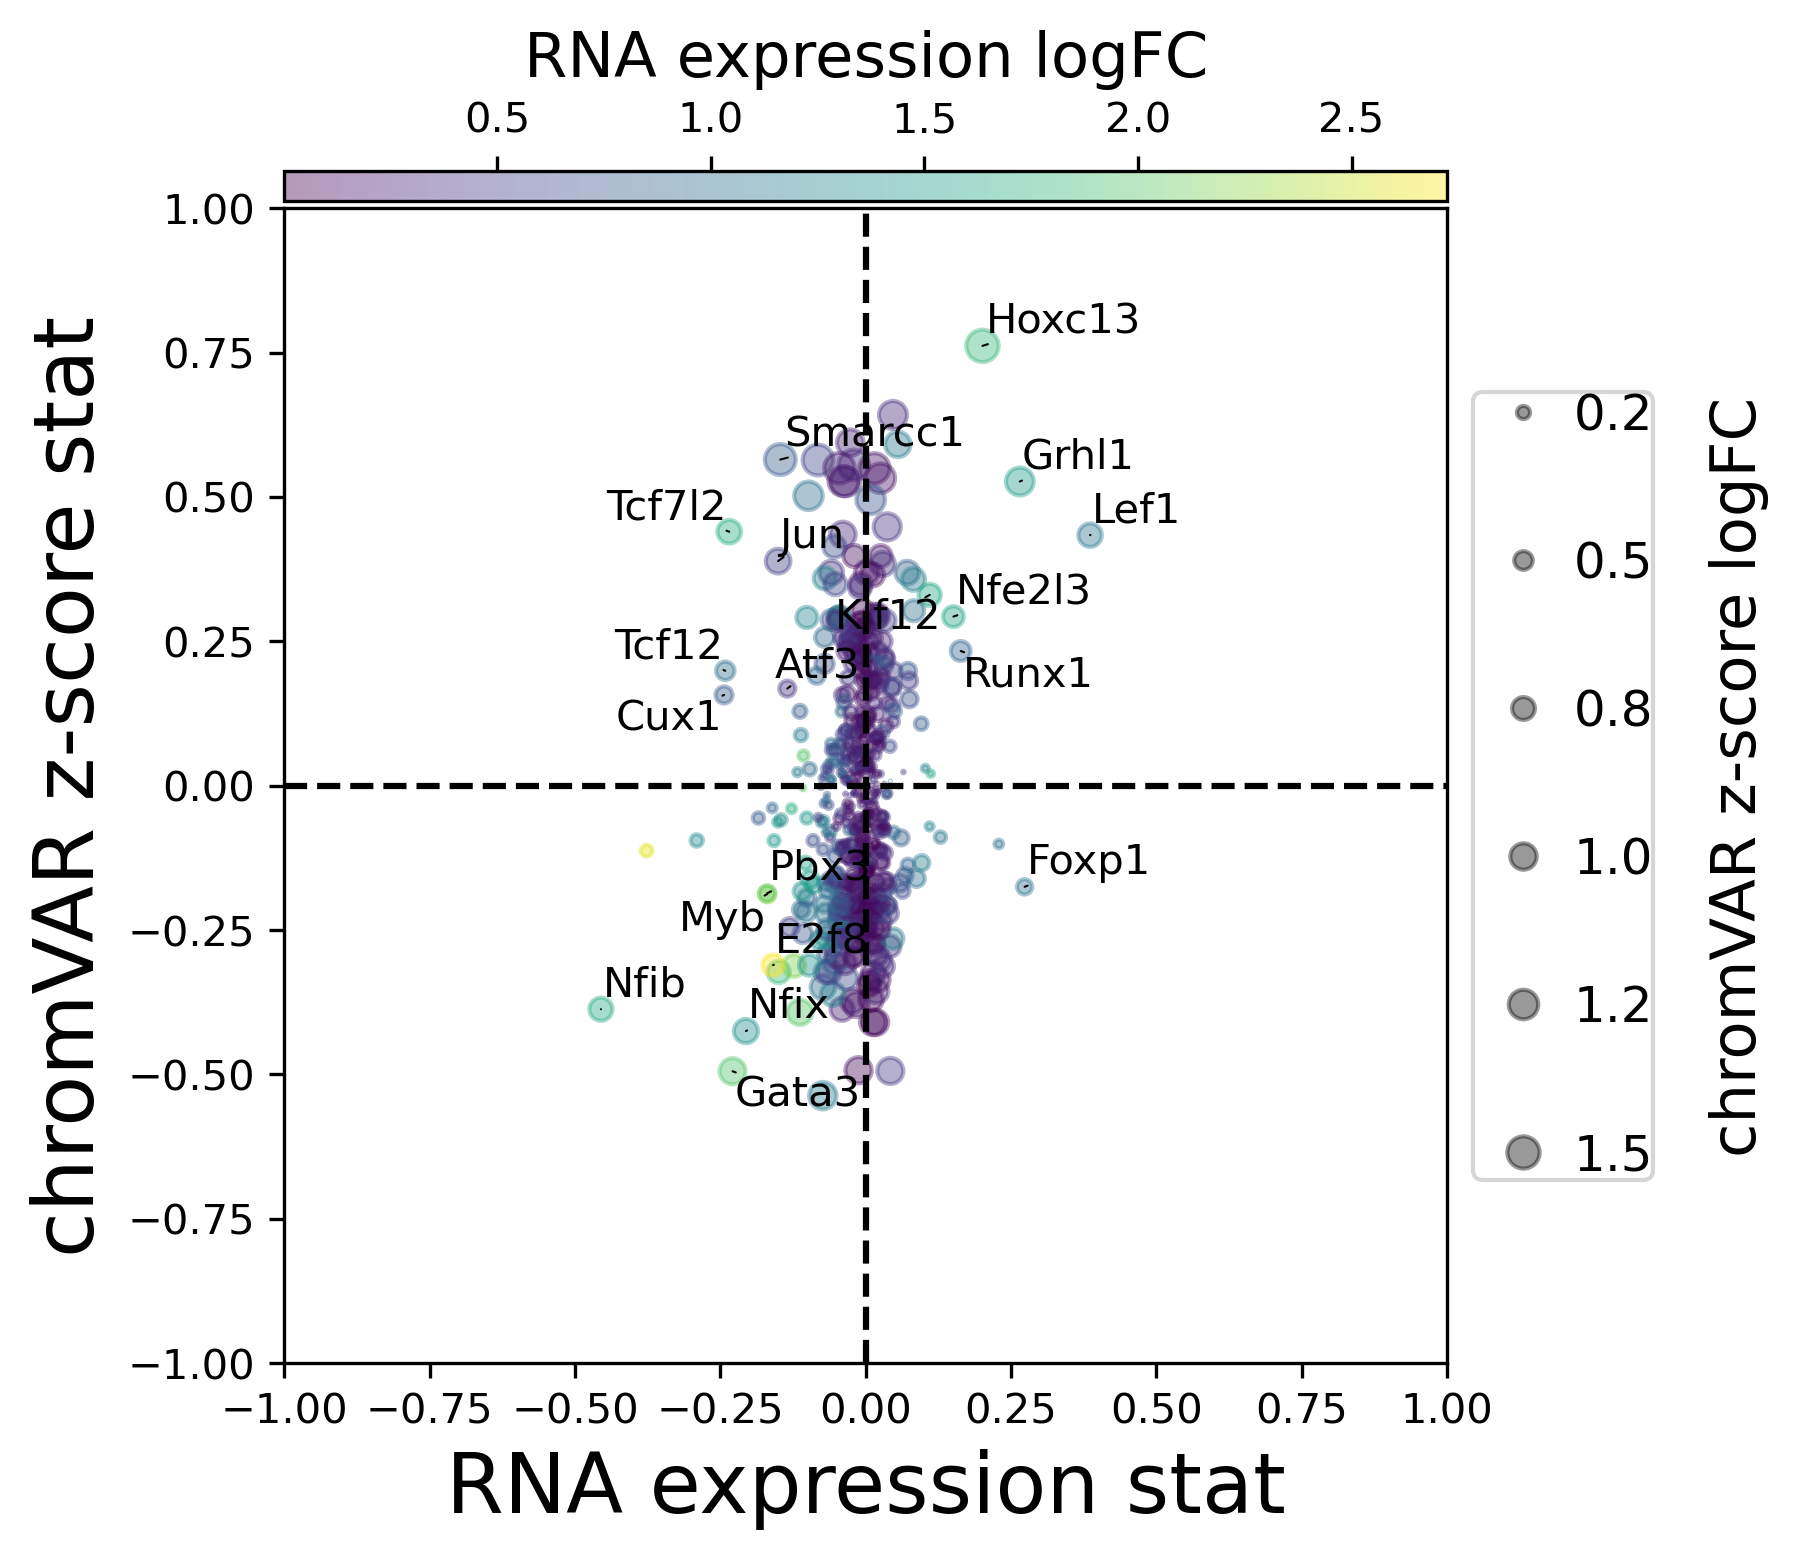 RNA expression logFC
0.5 1.0 1.5 2.0 2.5
chromVAR z-score stat
1.00
0.75
0.50
0.25
0.00
−0.25
−0.50
−0.75
−1.00
Hoxc13
Smarcc1
Grhl1
Tcf7l2
Lef1
Jun
Nfe2l3
Klf12
Tcf12
Atf3
Runx1
Cux1
Pbx3
Foxp1
Myb
E2f8
Nfib
Nfix
Gata3
−1.00 −0.75 −0.50 −0.25 0.00 0.25 0.50 0.75 1.00
RNA expression stat
0.2
0.5
0.8
1.0
1.2
1.5
chromVAR z-score logFC